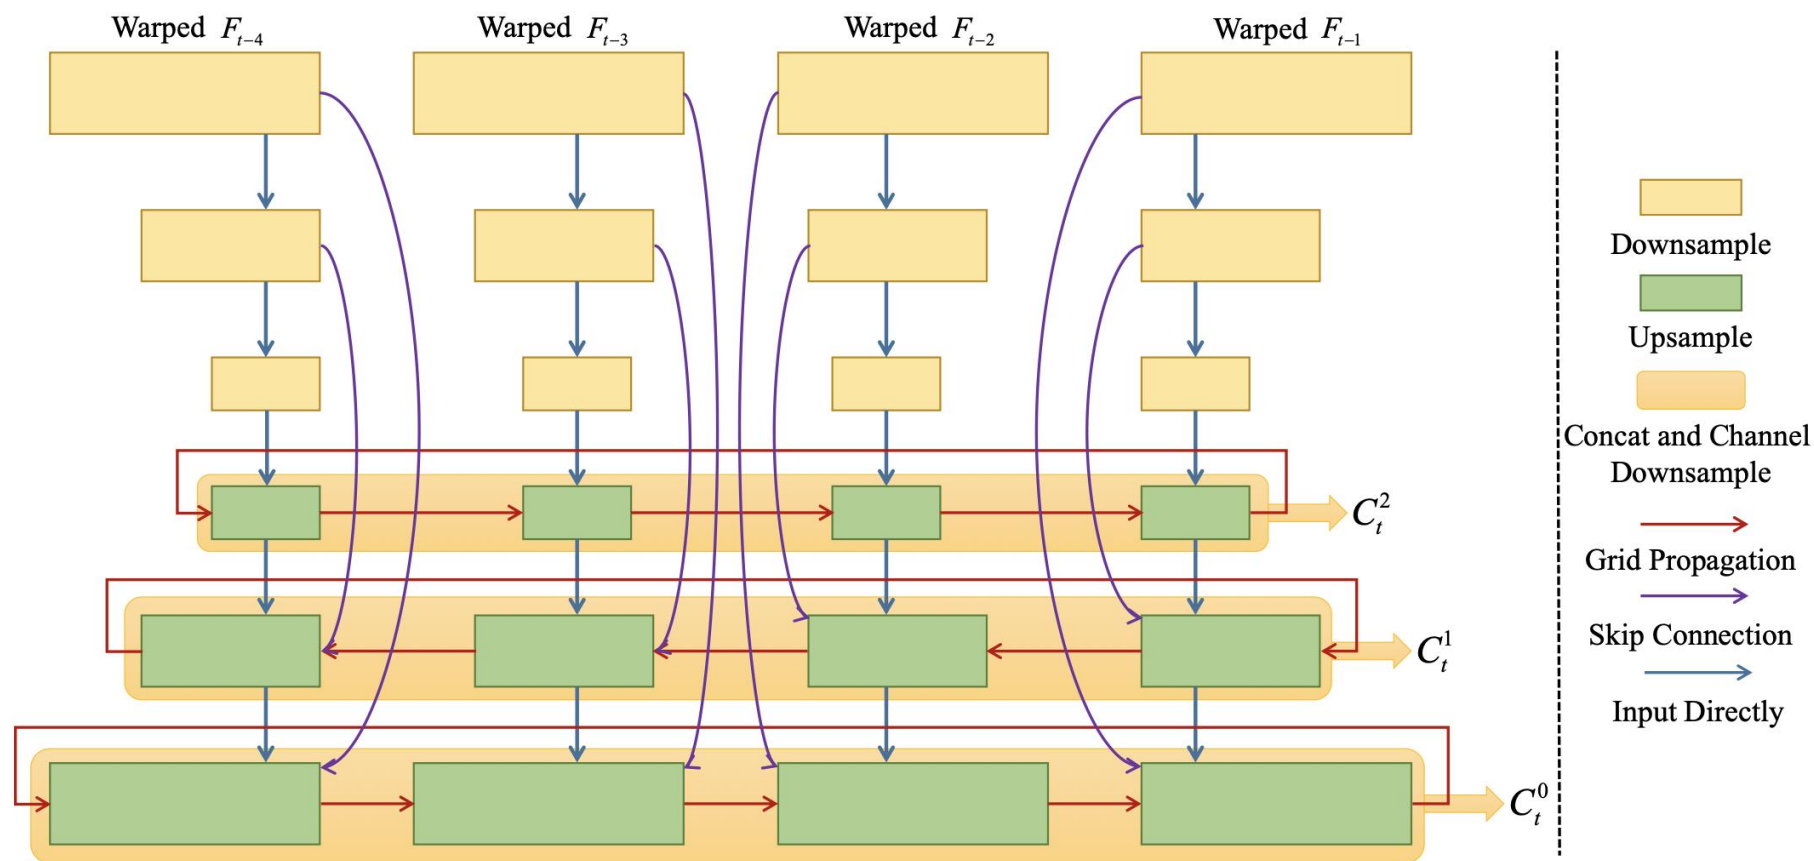 Warped F_{t-4}
Warped F_{t-3}
Warped F_{t-2}
Warped F_{t-1}
C_t^2
C_t^1
C_t^0
Downsample
Upsample
Concat and Channel
Downsample
Grid Propagation
Skip Connection
Input Directly